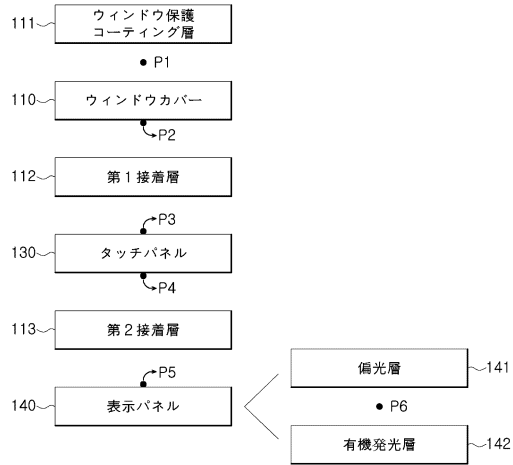 111
ウィンドウ保護
コーティング層
P1
110
ウィンドウカバー
P2
112
第１接着層
P3
130
タッチパネル
P4
113
第２接着層
P5
140
表示パネル
偏光層
141
P6
有機発光層
142